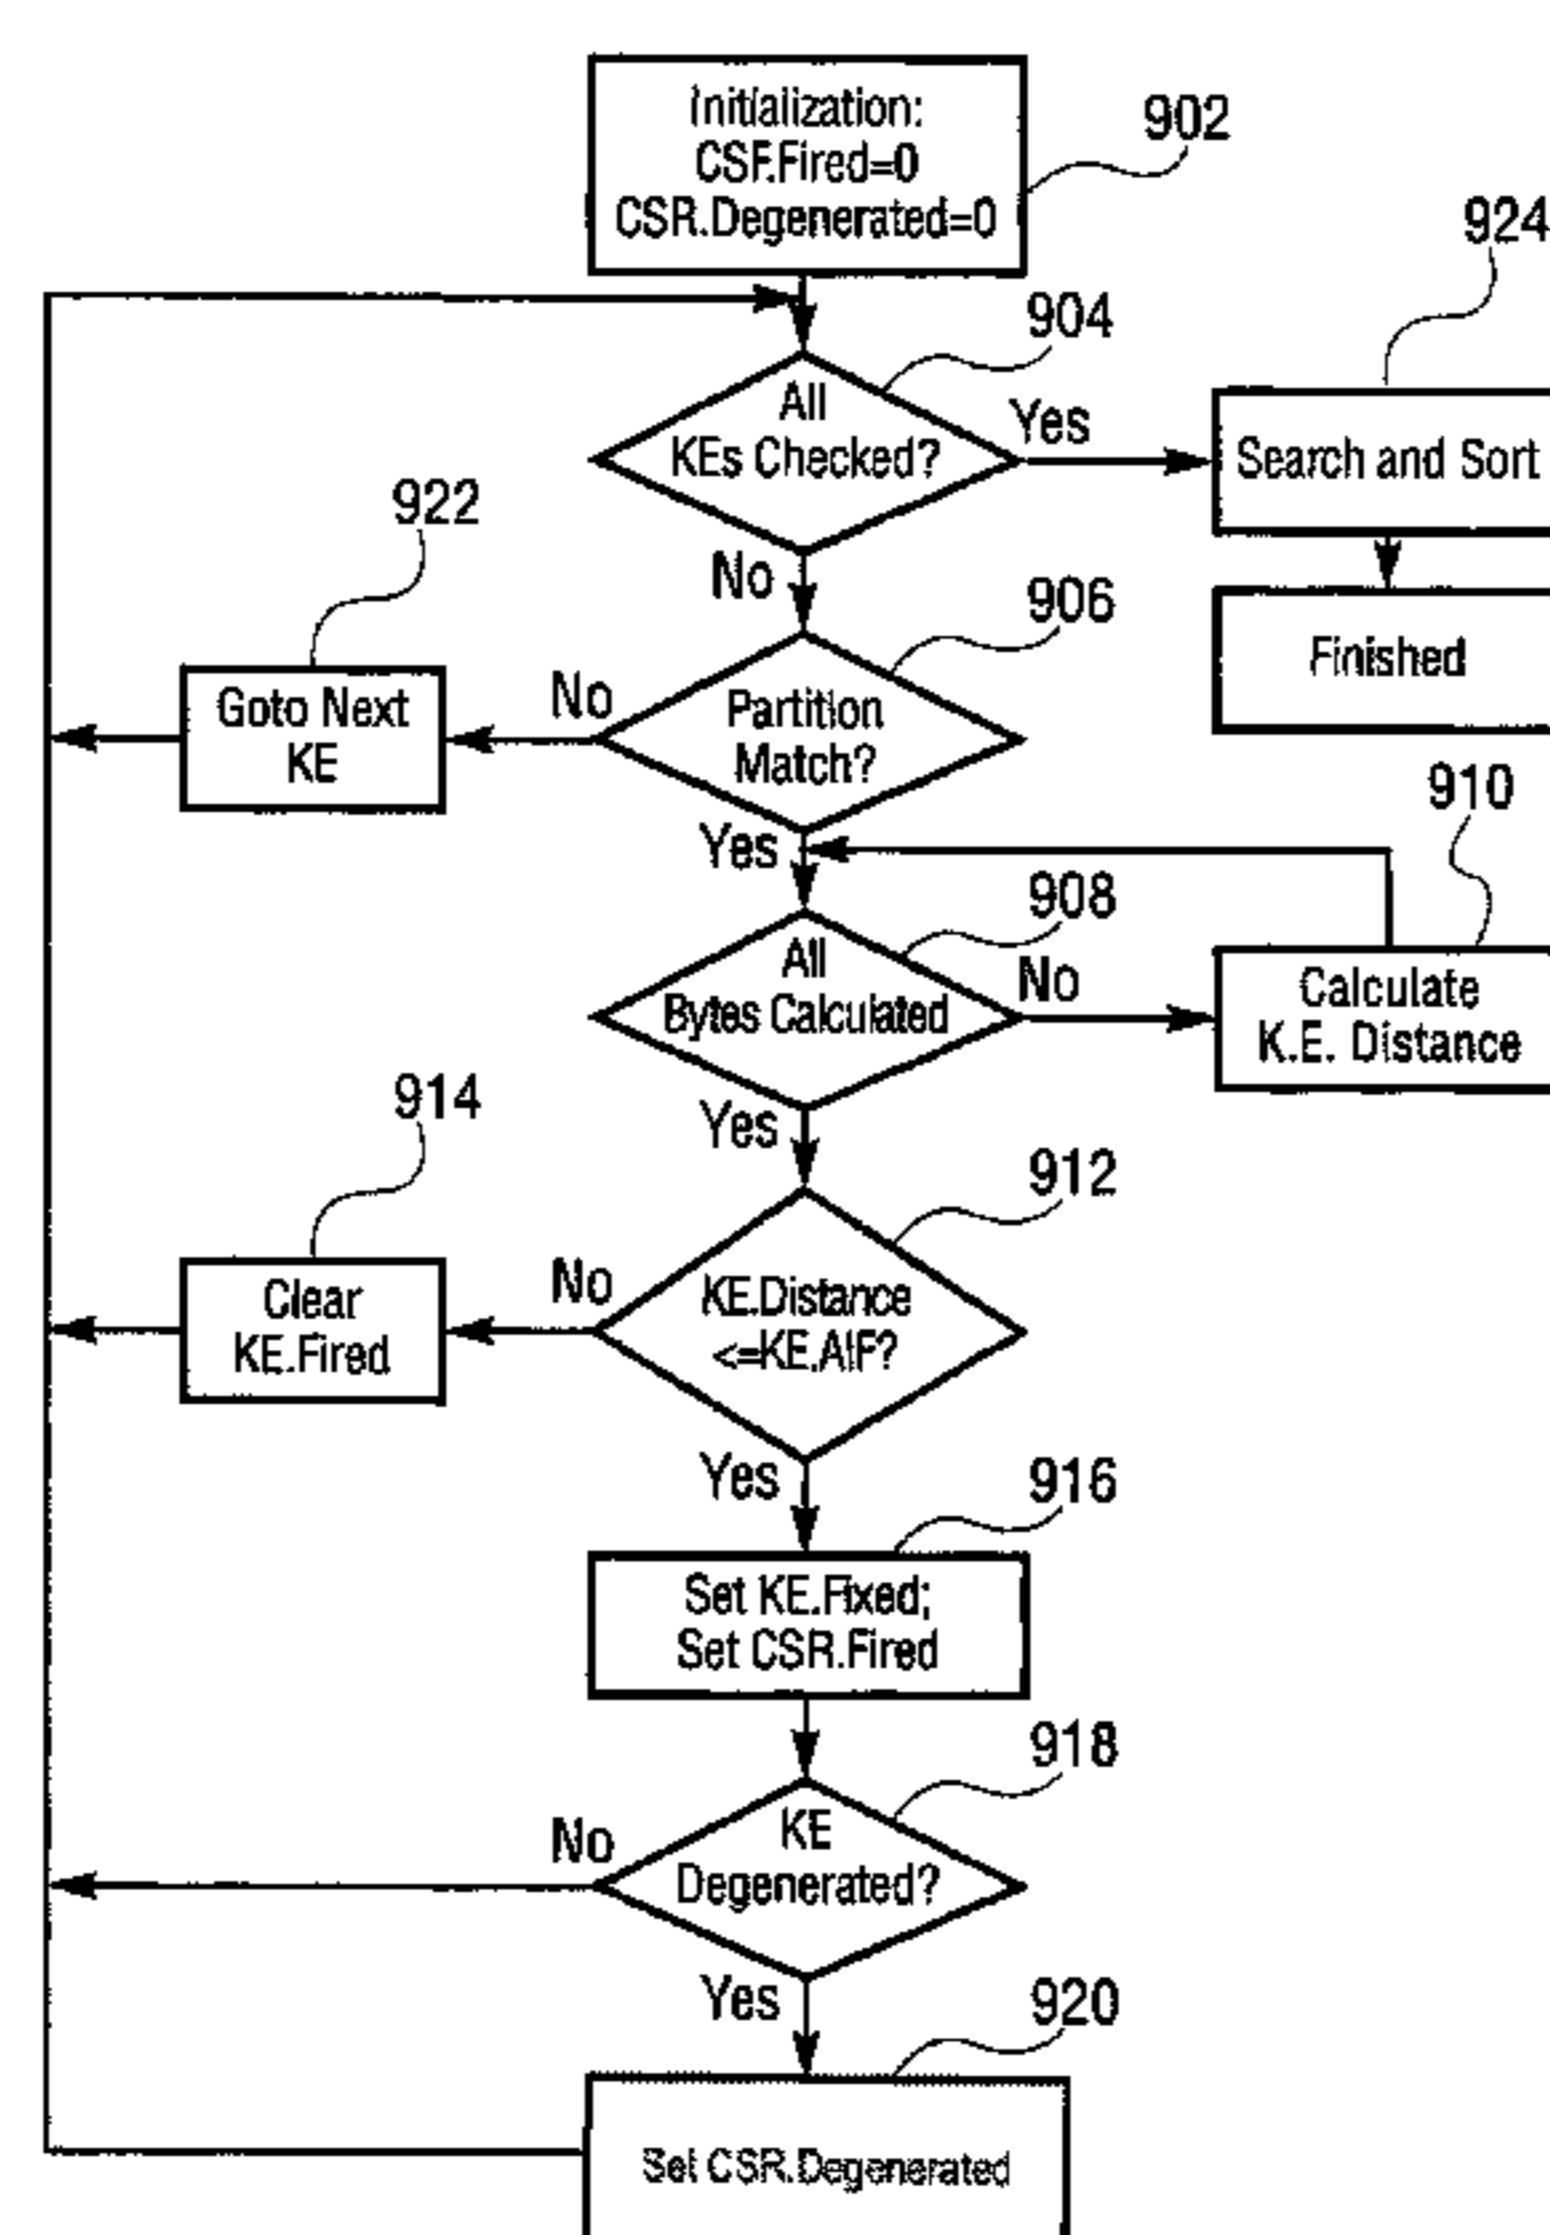 Initialization:
CSF.Fired=0
CSR.Degenerated=0
902
924
904
All
KEs Checked?
Yes
Search and Sort
922
No
906
Finished
Goto Next
KE
No
Partition
Match?
910
Yes
908
All
Bytes Calculated
No
Calculate
K.E. Distance
914
Yes
912
Clear
KE.Fired
No
KE.Distance
<=KE.AIF?
Yes
916
Set KE.Fixed;
Set CSR.Fired
918
No
KE
Degenerated?
Yes
920
Set CSR.Degenerated